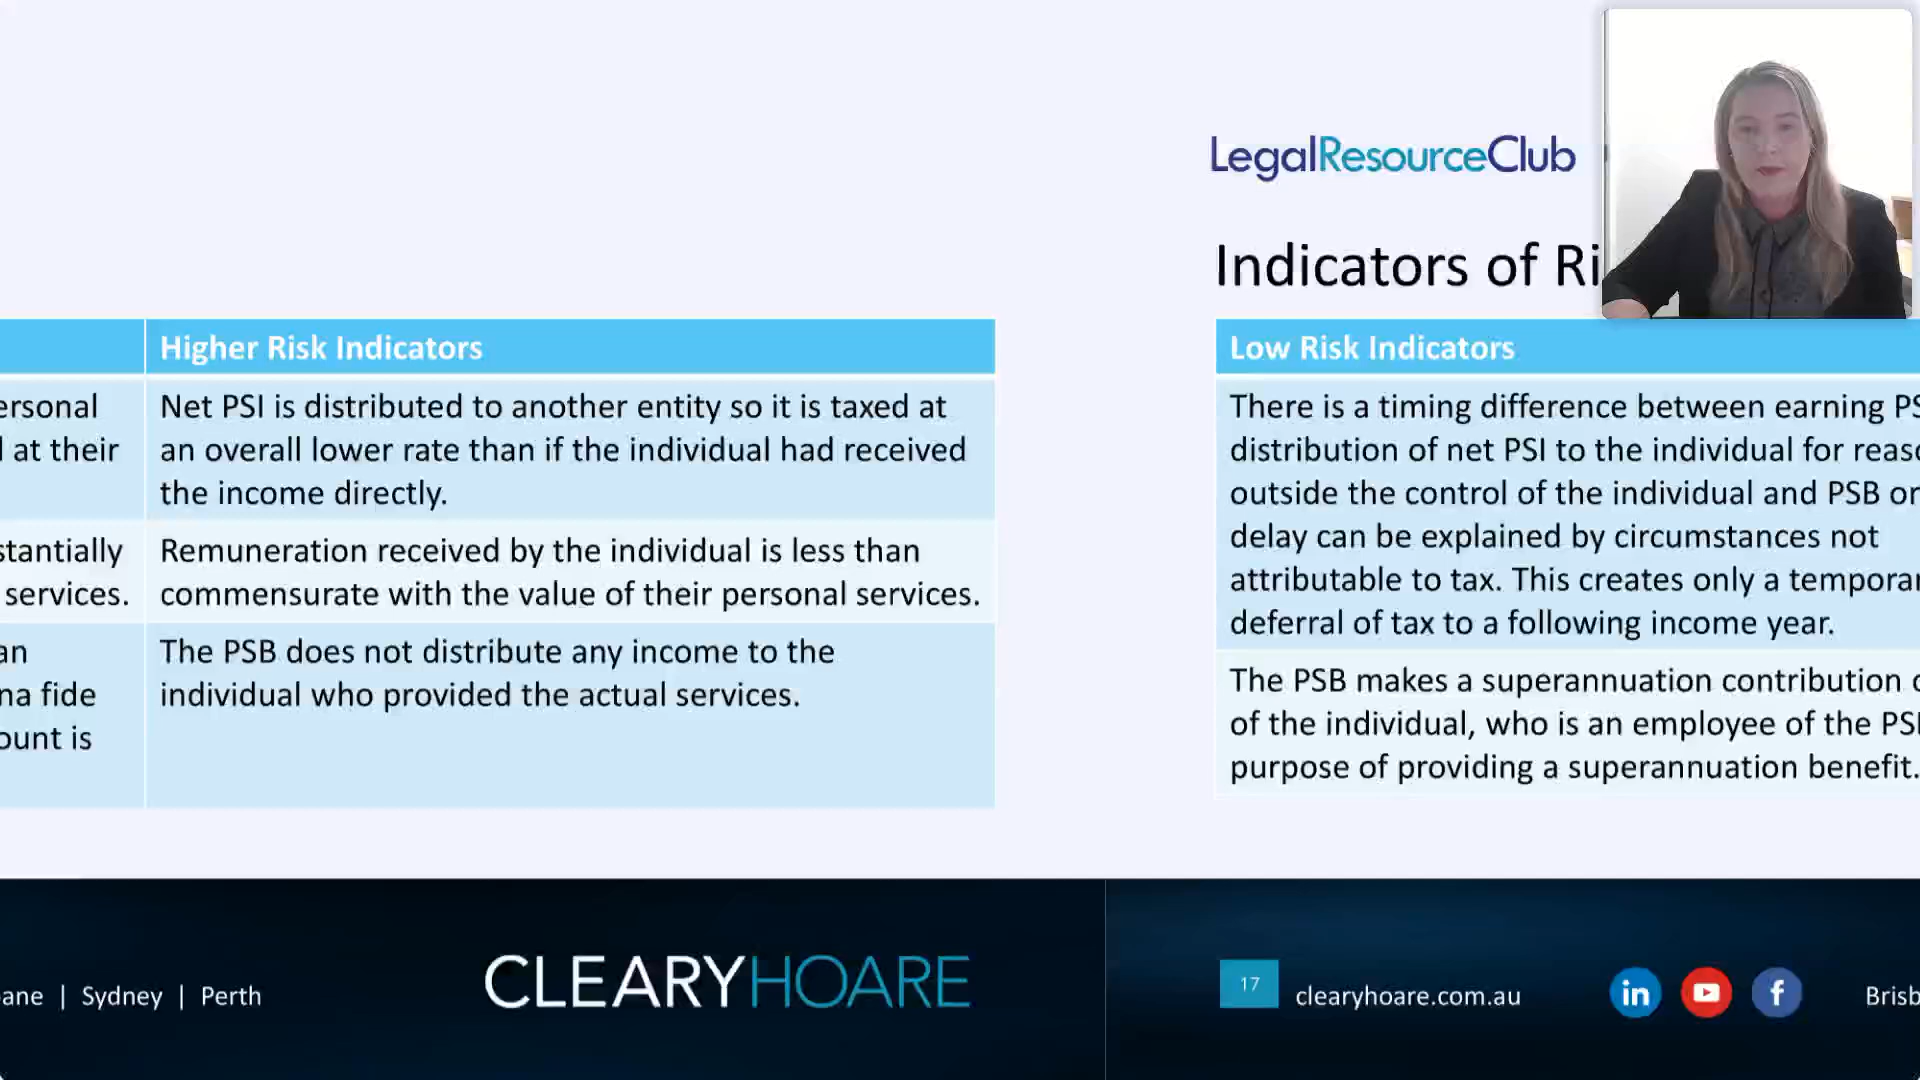 ersonal
at their
stantially
services.
an
na fide
ount is
Higher Risk Indicators
Net PSI is distributed to another entity so it is taxed at
an overall lower rate than if the individual had received
the income directly.
Remuneration received by the individual is less than
commensurate with the value of their personal services.
The PSB does not distribute any income to the
individual who provided the actual services.
ane | Sydney | Perth
CLEARYHOARE
LegalResourceClub
Indicators of Ri
Low Risk Indicators
There is a timing difference between earning PS
distribution of net PSI to the individual for reaso
outside the control of the individual and PSB or
delay can be explained by circumstances not
attributable to tax. This creates only a tempora
deferral of tax to a following income year.
The PSB makes a superannuation contribution o
of the individual, who is an employee of the PS
purpose of providing a superannuation benefit.
17
clearyhoare.com.au
in
f
Brisb